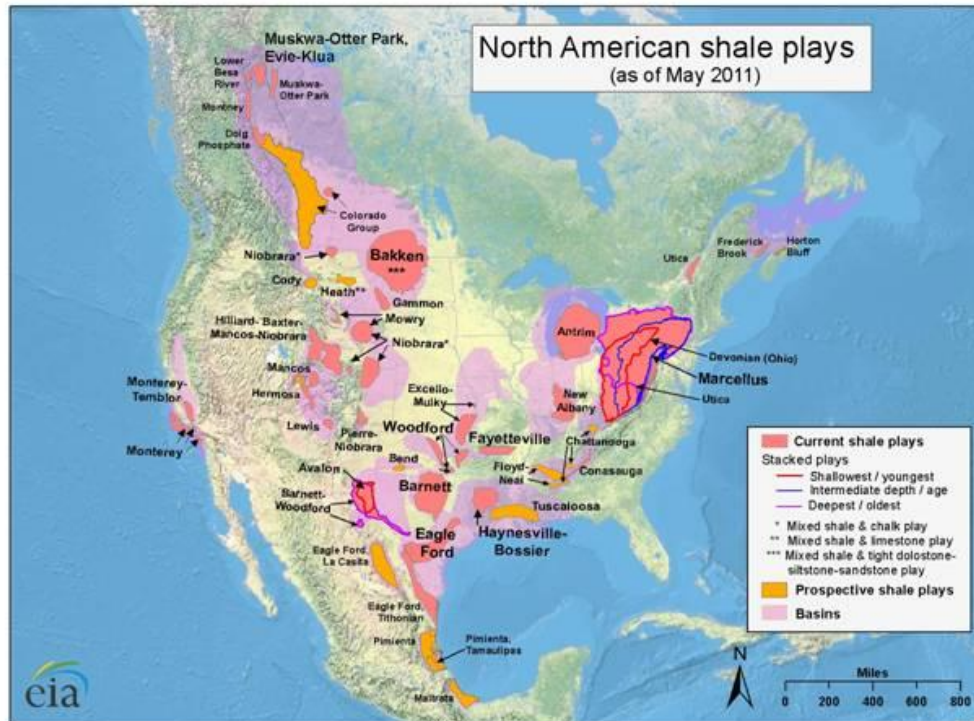 North American shale plays
(as of May 2011)
Muskwa-Otter Park,
Evie-Klua
Lower
Besa
River
Muskwa-
Otter Park
Montney
Doig
Phosphate
Colorado
Group
Niobrara*
Bakken
***
Cody
Heath**
Gammon
Mowry
Hilliard- Baxter-
Mancos-Niobrara
Niobrara*
Mancos
Hermosa
Monterey-
Temblor
Monterey
Lewis
Pierre-
Niobrara
Excello-
Mulky
Woodford
Bend
Fayetteville
Antrim
New
Albany
Utica
Frederick
Brook
Horton
Bluff
Devonian (Ohio)
Marcellus
Utica
Chattanooga
Floyd-
Neal
Conasauga
Avalon
Barnett-
Woodford
Barnett
Tuscaloosa
Haynesville-
Bossier
Eagle
Ford
Eagle Ford,
La Casita
Eagle Ford,
Tithonian
Pimienta
Pimienta,
Tamaulipas
Maltrata
Current shale plays
Stacked plays
Shallowest / youngest
Intermediate depth / age
Deepest / oldest
* Mixed shale & chalk play
** Mixed shale & limestone play
*** Mixed shale & tight dolostone-
siltstone-sandstone play
Prospective shale plays
Basins
N
Miles
0 200 400 600 800
eia